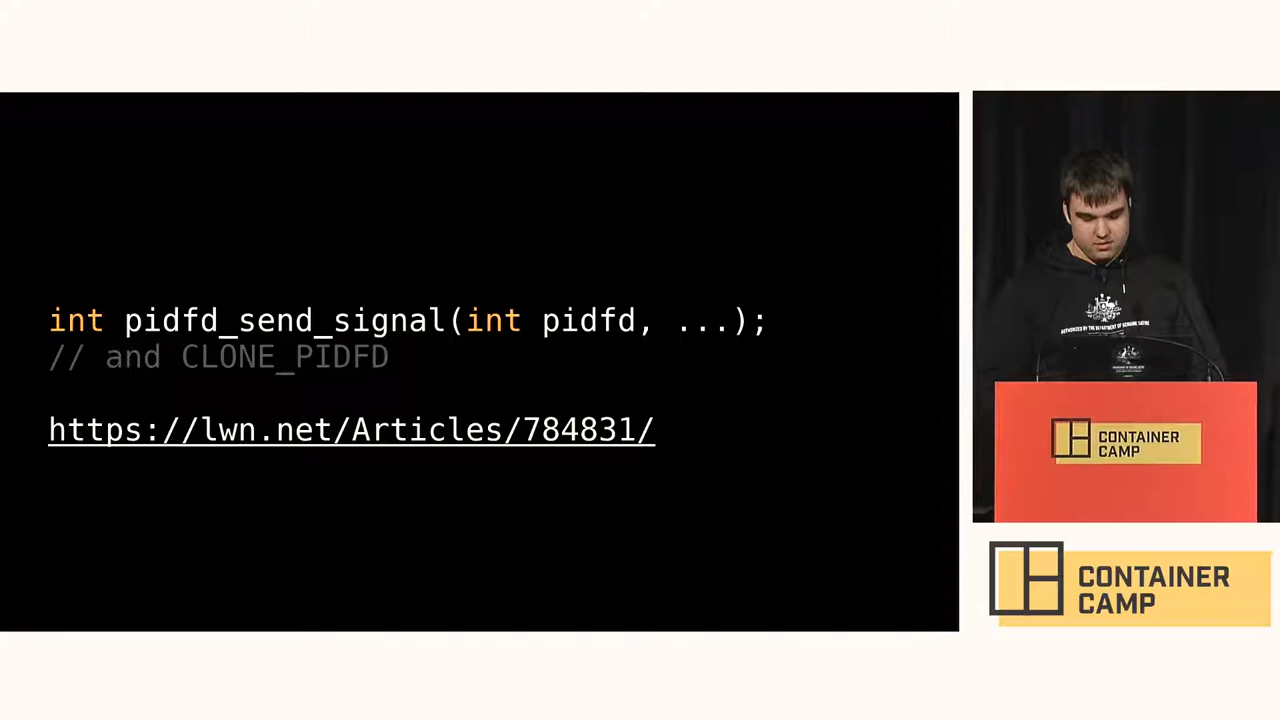 int pidfd_send_signal(int pidfd, ...);
// and CLONE_PIDFD
https://lwn.net/Articles/784831/
CONTAINER
CAMP
CONTAINER
CAMP